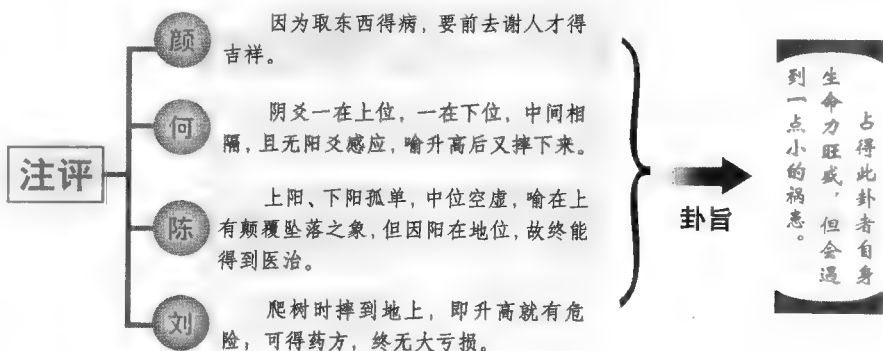 注评
颜
因为取东西得病，要前去谢人才得
吉祥。
何
阴爻一在上位，一在下位，中间相
隔，且无阳爻感应，喻升高后又摔下来。
陈
上阳、下阳孤单，中位空虚，喻在上
有颠覆坠落之象，但因阳在地位，故终能
得到医治。
刘
爬树时摔到地上，即升高就有危
险，可得药方，终无大亏损。
卦旨
占得此卦者自身
生命力旺盛，但会遇
到一点小的祸患。